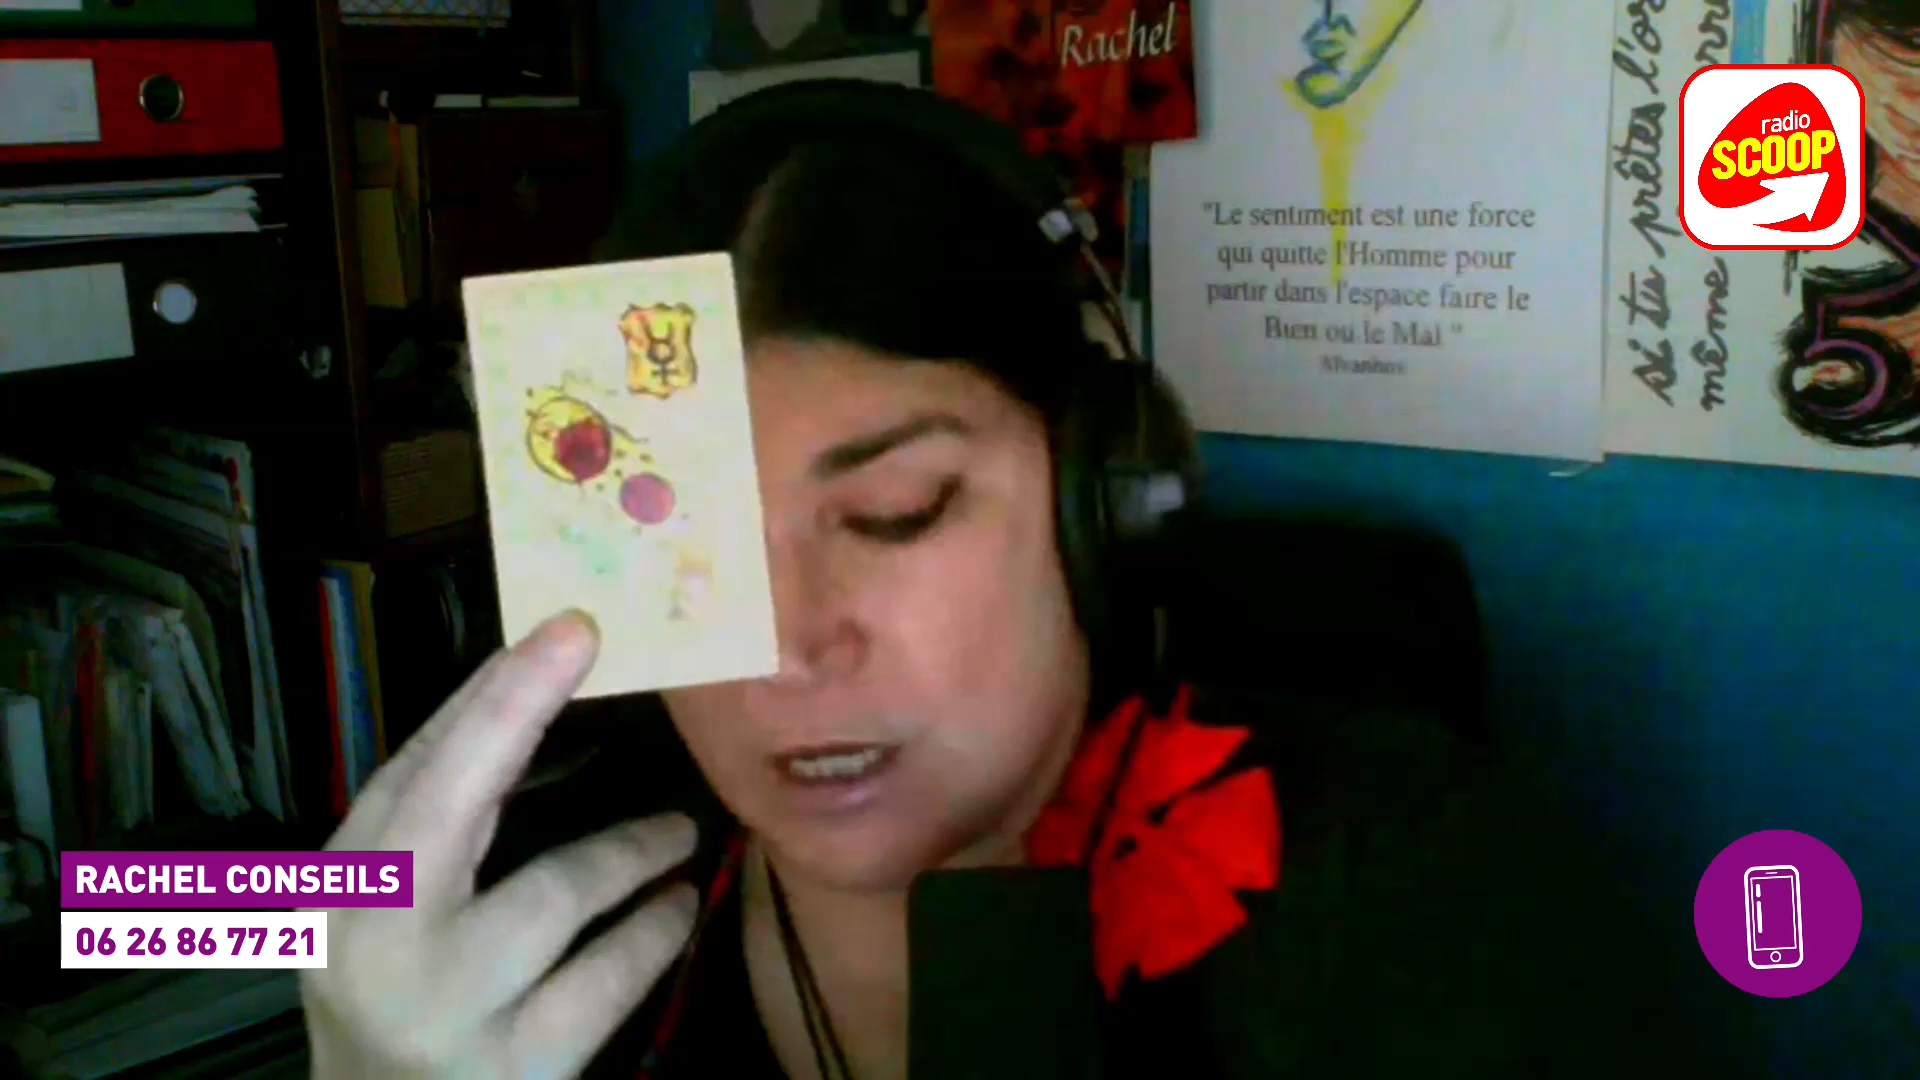 Rachel
radio
SCOOP
"Le sentiment est une force
qui quitte l'Homme pour
partir dans l'espace faire le
Bien ou le Mal "
si tu prêtes l'or
même
5
RACHEL CONSEILS
06 26 86 77 21